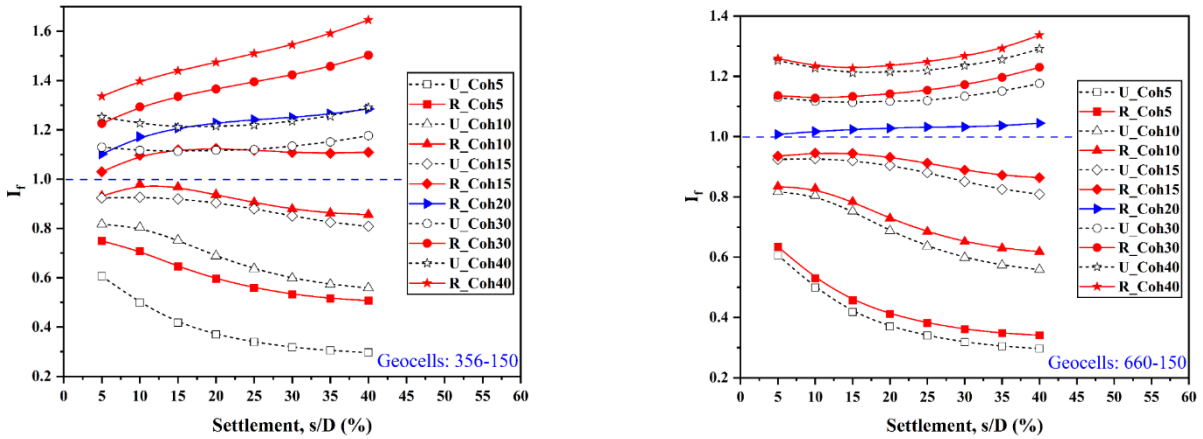 1.6
1.4
1.2
1.0
0.8
0.6
0.4
0.2
I_f
0 5 10 15 20 25 30 35 40 45 50 55 60
Settlement, s/D (%)
U_Coh5
R_Coh5
U_Coh10
R_Coh10
U_Coh15
R_Coh15
R_Coh20
U_Coh30
R_Coh30
U_Coh40
R_Coh40
Geocells: 356-150
1.4
1.2
1.0
0.8
0.6
0.4
0.2
I_f
0 5 10 15 20 25 30 35 40 45 50 55 60
Settlement, s/D (%)
U_Coh5
R_Coh5
U_Coh10
R_Coh10
U_Coh15
R_Coh15
R_Coh20
U_Coh30
R_Coh30
U_Coh40
R_Coh40
Geocells: 660-150